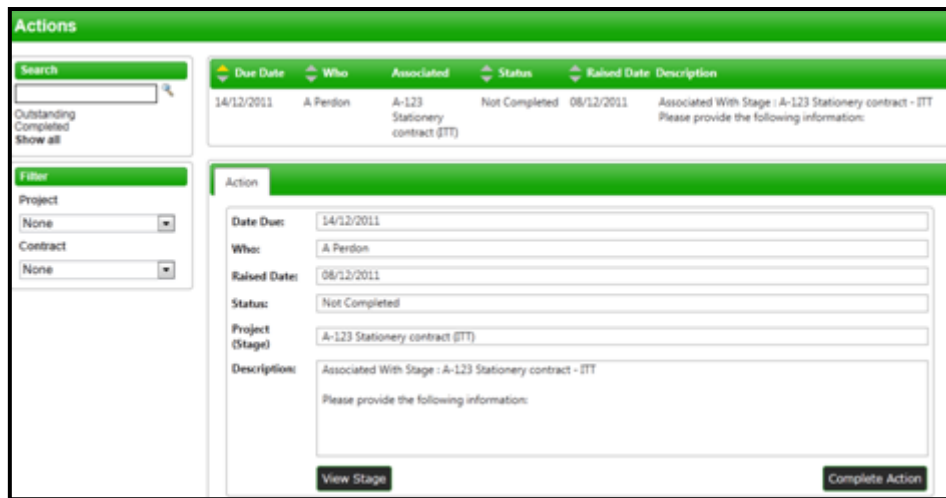 Actions
Search
Outstanding
Completed
Show all
Filter
Project
None
Contract
None
Due Date Who Associated Status Raised Date Description
14/12/2011 A Perdon A-123 Not Completed 08/12/2011 Associated With Stage : A-123 Stationery contract - ITT
Stationery Please provide the following information:
contract (ITT)
Action
Date Due: 14/12/2011
Who: A Perdon
Raised Date: 08/12/2011
Status: Not Completed
Project
(Stage) A-123 Stationery contract (ITT)
Description: Associated With Stage : A-123 Stationery contract - ITT
Please provide the following information:
View Stage Complete Action